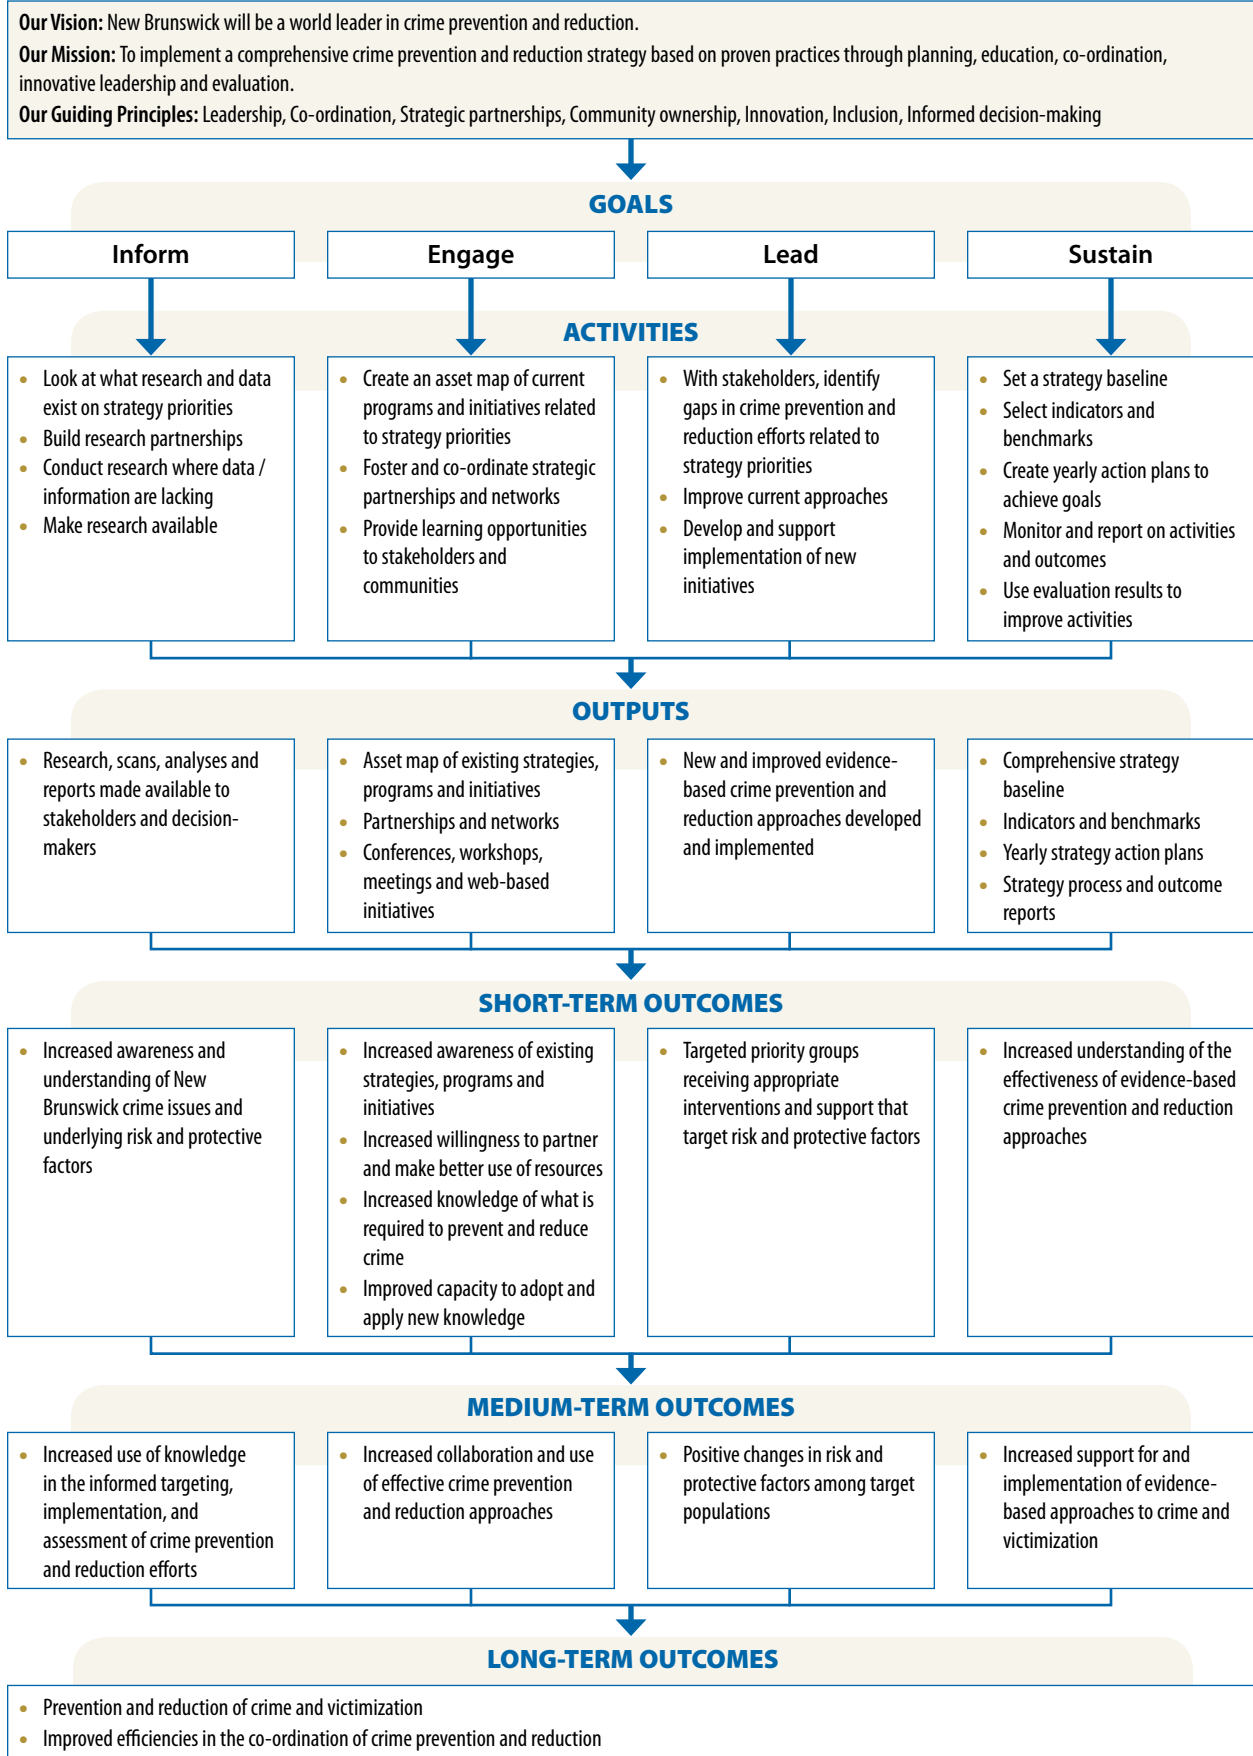 Our Vision: New Brunswick will be a world leader in crime prevention and reduction.
Our Mission: To implement a comprehensive crime prevention and reduction strategy based on proven practices through planning, education, co-ordination,
innovative leadership and evaluation.
Our Guiding Principles: Leadership, Co-ordination, Strategic partnerships, Community ownership, Innovation, Inclusion, Informed decision-making
GOALS
Inform
Engage
Lead
Sustain
ACTIVITIES
• Look at what research and data
exist on strategy priorities
• Build research partnerships
• Conduct research where data /
information are lacking
• Make research available
• Create an asset map of current
programs and initiatives related
to strategy priorities
• Foster and co-ordinate strategic
partnerships and networks
• Provide learning opportunities
to stakeholders and
communities
• With stakeholders, identify
gaps in crime prevention and
reduction efforts related to
strategy priorities
• Improve current approaches
• Develop and support
implementation of new
initiatives
• Set a strategy baseline
• Select indicators and
benchmarks
• Create yearly action plans to
achieve goals
• Monitor and report on activities
and outcomes
• Use evaluation results to
improve activities
OUTPUTS
• Research, scans, analyses and
reports made available to
stakeholders and decision-
makers
• Asset map of existing strategies,
programs and initiatives
• Partnerships and networks
• Conferences, workshops,
meetings and web-based
initiatives
• New and improved evidence-
based crime prevention and
reduction approaches developed
and implemented
• Comprehensive strategy
baseline
• Indicators and benchmarks
• Yearly strategy action plans
• Strategy process and outcome
reports
SHORT-TERM OUTCOMES
• Increased awareness and
understanding of New
Brunswick crime issues and
underlying risk and protective
factors
• Increased awareness of existing
strategies, programs and
initiatives
• Increased willingness to partner
and make better use of resources
• Increased knowledge of what is
required to prevent and reduce
crime
• Improved capacity to adopt and
apply new knowledge
• Targeted priority groups
receiving appropriate
interventions and support that
target risk and protective factors
• Increased understanding of the
effectiveness of evidence-based
crime prevention and reduction
approaches
MEDIUM-TERM OUTCOMES
• Increased use of knowledge
in the informed targeting,
implementation, and
assessment of crime prevention
and reduction efforts
• Increased collaboration and use
of effective crime prevention
and reduction approaches
• Positive changes in risk and
protective factors among target
populations
• Increased support for and
implementation of evidence-
based approaches to crime and
victimization
LONG-TERM OUTCOMES
• Prevention and reduction of crime and victimization
• Improved efficiencies in the co-ordination of crime prevention and reduction